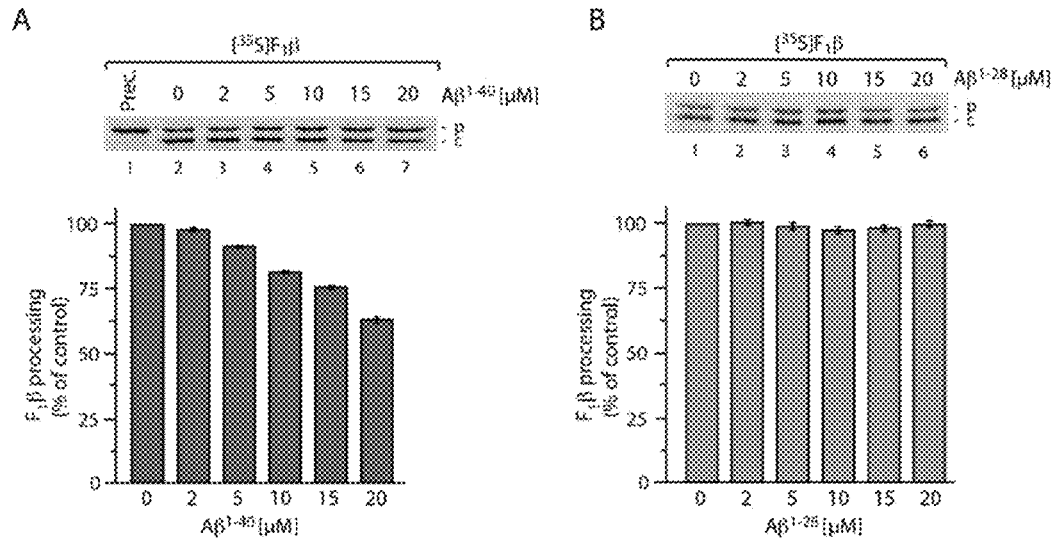 A
[³⁵S]F₁β
Prec. 0 2 5 10 15 20 Aβ¹⁻⁴⁰ [μM]
- p
1 2 3 4 5 6 7
100
75
50
25
0
F₁β processing
(% of control)
0 2 5 10 15 20
Aβ¹⁻⁴⁰ [μM]
B
[³⁵S]F₁β
0 2 5 10 15 20 Aβ¹⁻²⁸ [μM]
- p
1 2 3 4 5 6
100
75
50
25
0
F₁β processing
(% of control)
0 2 5 10 15 20
Aβ¹⁻²⁸ [μM]